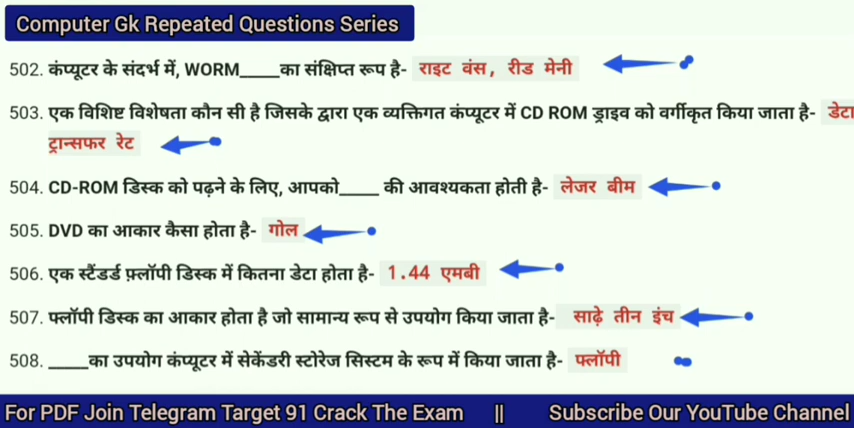 Computer Gk Repeated Questions Series
502. कंप्यूटर के संदर्भ में, WORM_____का संक्षिप्त रूप है- राइट वंस, रीड मेनी
503. एक विशिष्ट विशेषता कौन सी है जिसके द्वारा एक व्यक्तिगत कंप्यूटर में CD ROM ड्राइव को वर्गीकृत किया जाता है- डेटा
ट्रान्सफर रेट
504. CD-ROM डिस्क को पढ़ने के लिए, आपको_____ की आवश्यकता होती है- लेजर बीम
505. DVD का आकार कैसा होता है- गोल
506. एक स्टैंडर्ड फ़्लॉपी डिस्क में कितना डेटा होता है- 1.44 एमबी
507. फ्लॉपी डिस्क का आकार होता है जो सामान्य रूप से उपयोग किया जाता है- साढ़े तीन इंच
508. _____का उपयोग कंप्यूटर में सेकेंडरी स्टोरेज सिस्टम के रूप में किया जाता है- फ्लॉपी
For PDF Join Telegram Target 91 Crack The Exam || Subscribe Our YouTube Channel